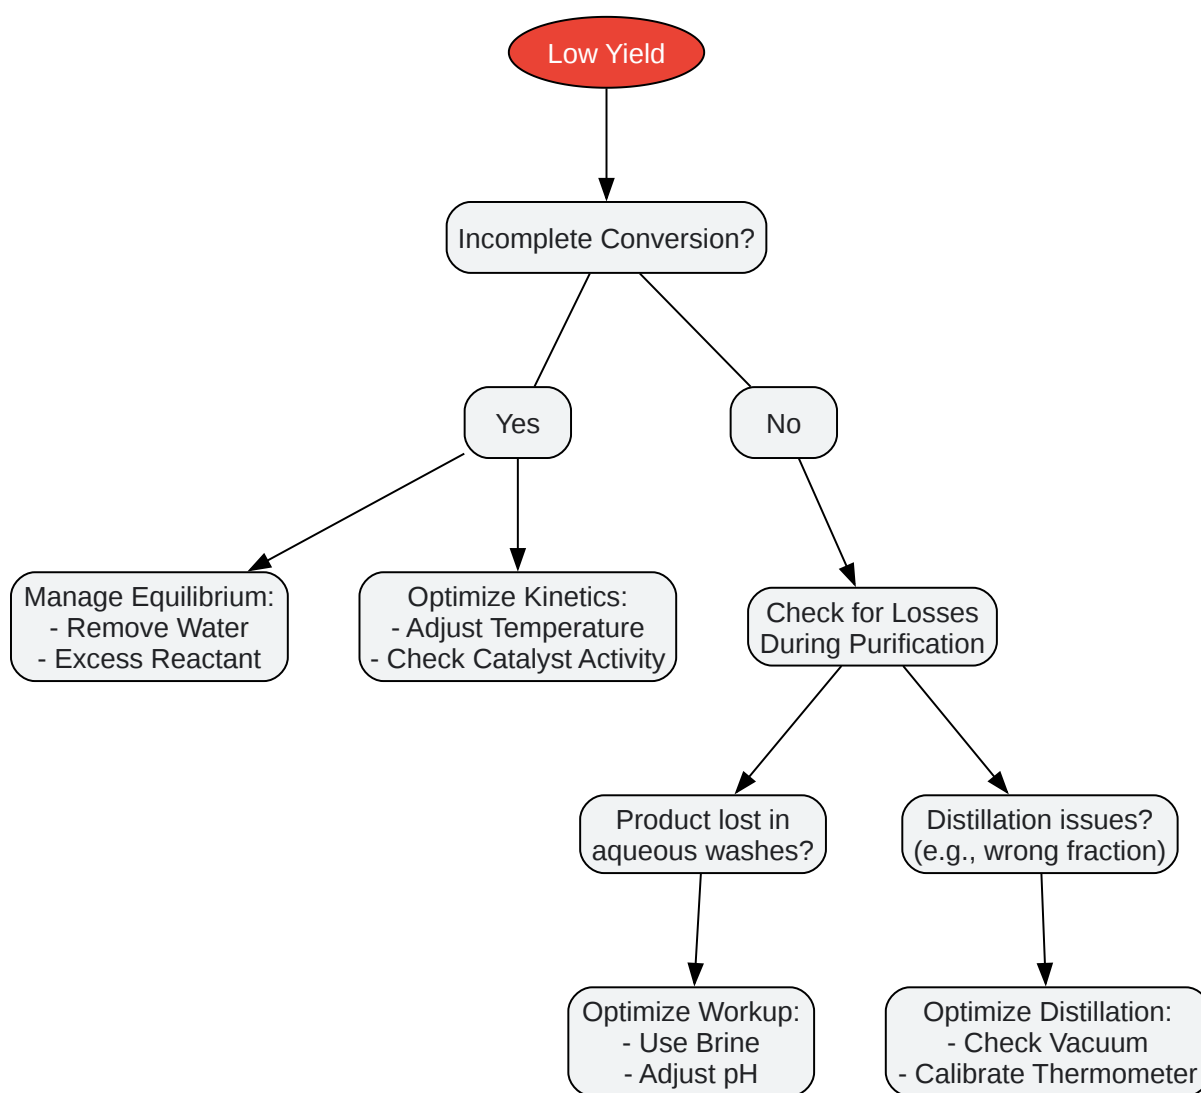 Low Yield
Incomplete Conversion?
Yes
No
Manage Equilibrium:
- Remove Water
- Excess Reactant
Optimize Kinetics:
- Adjust Temperature
- Check Catalyst Activity
Check for Losses
During Purification
Product lost in
aqueous washes?
Distillation issues?
(e.g., wrong fraction)
Optimize Workup:
- Use Brine
- Adjust pH
Optimize Distillation:
- Check Vacuum
- Calibrate Thermometer